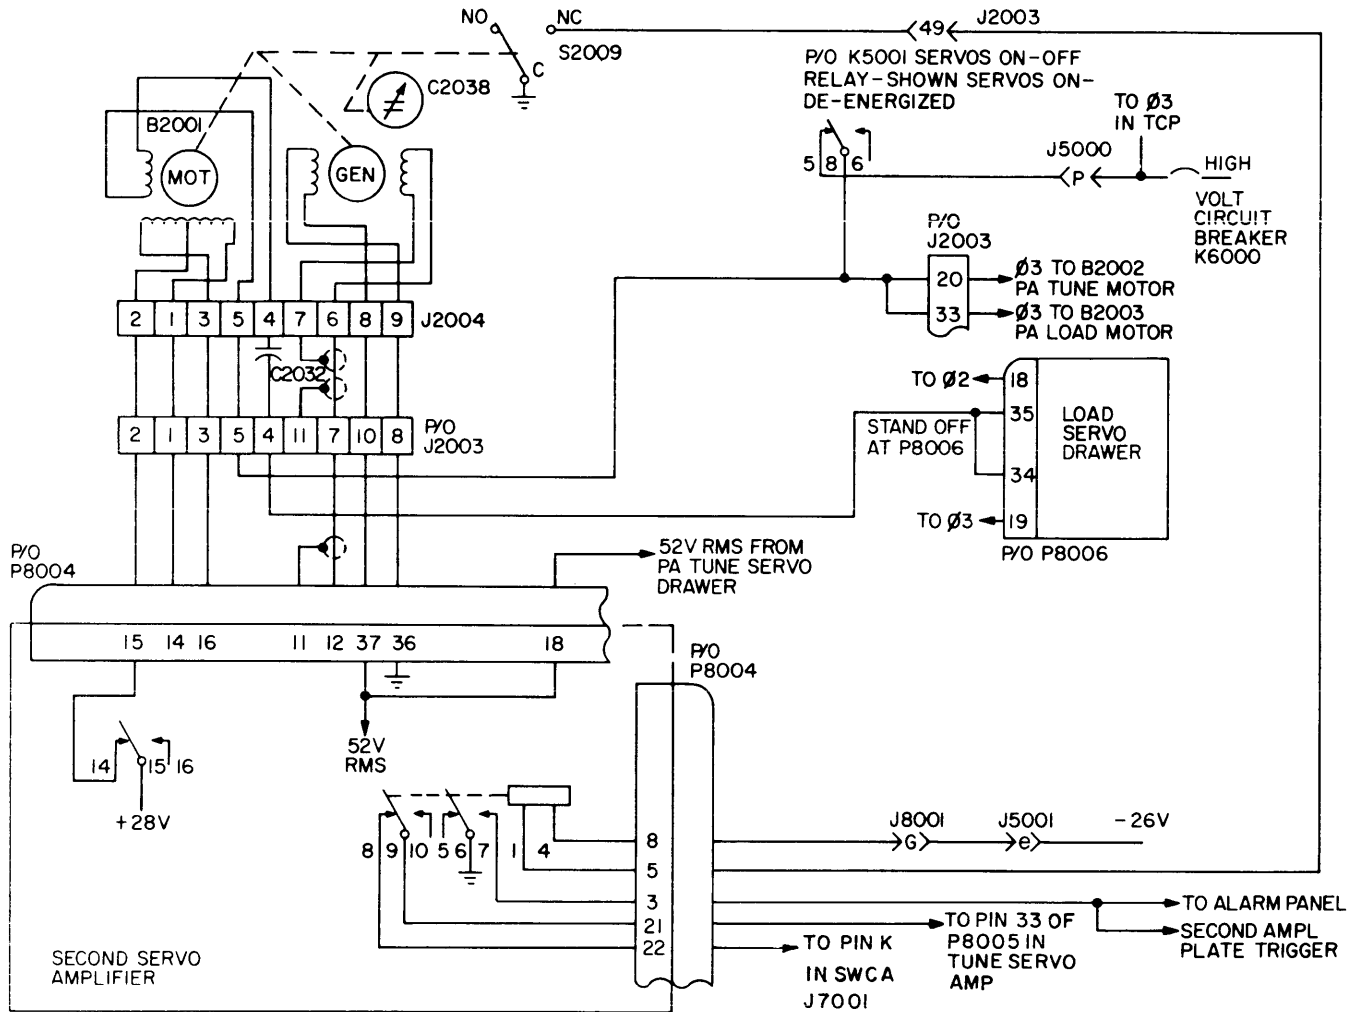 NO
NC
49
J2003
S2009
C
C2038
P/O K5001 SERVOS ON-OFF
RELAY-SHOWN SERVOS ON-
DE-ENERGIZED
TO Ø3
IN TCP
B2001
MOT
GEN
5 8 6
J5000
P
HIGH
VOLT
CIRCUIT
BREAKER
K6000
P/O
J2003
20
Ø3 TO B2002
PA TUNE MOTOR
33
Ø3 TO B2003
PA LOAD MOTOR
2 1 3 5 4 7 6 8 9
J2004
C2032
TO Ø2
18
35
34
19
LOAD
SERVO
DRAWER
STAND OFF
AT P8006
TO Ø3
P/O P8006
2 1 3 5 4 11 7 10 8
P/O
J2003
P/O
P8004
52V RMS FROM
PA TUNE SERVO
DRAWER
15 14 16 11 12 37 36 18
P/O
P8004
14 15 16
+28V
52V
RMS
8 9 10 5 6 7 1 4
8
5
3
21
22
J8001
G
J5001
e
-26V
TO ALARM PANEL
SECOND AMPL
PLATE TRIGGER
TO PIN 33 OF
P8005 IN
TUNE SERVO
AMP
TO PIN K
IN SWCA
J7001
SECOND SERVO
AMPLIFIER